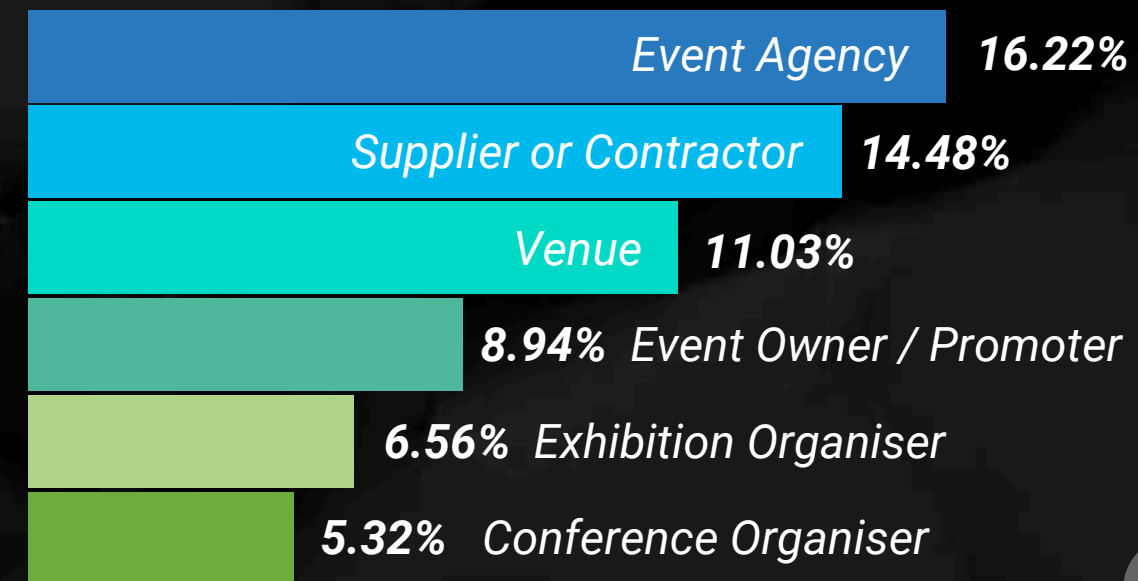 Event Agency 16.22%
Supplier or Contractor 14.48%
Venue 11.03%
8.94% Event Owner / Promoter
6.56% Exhibition Organiser
5.32% Conference Organiser